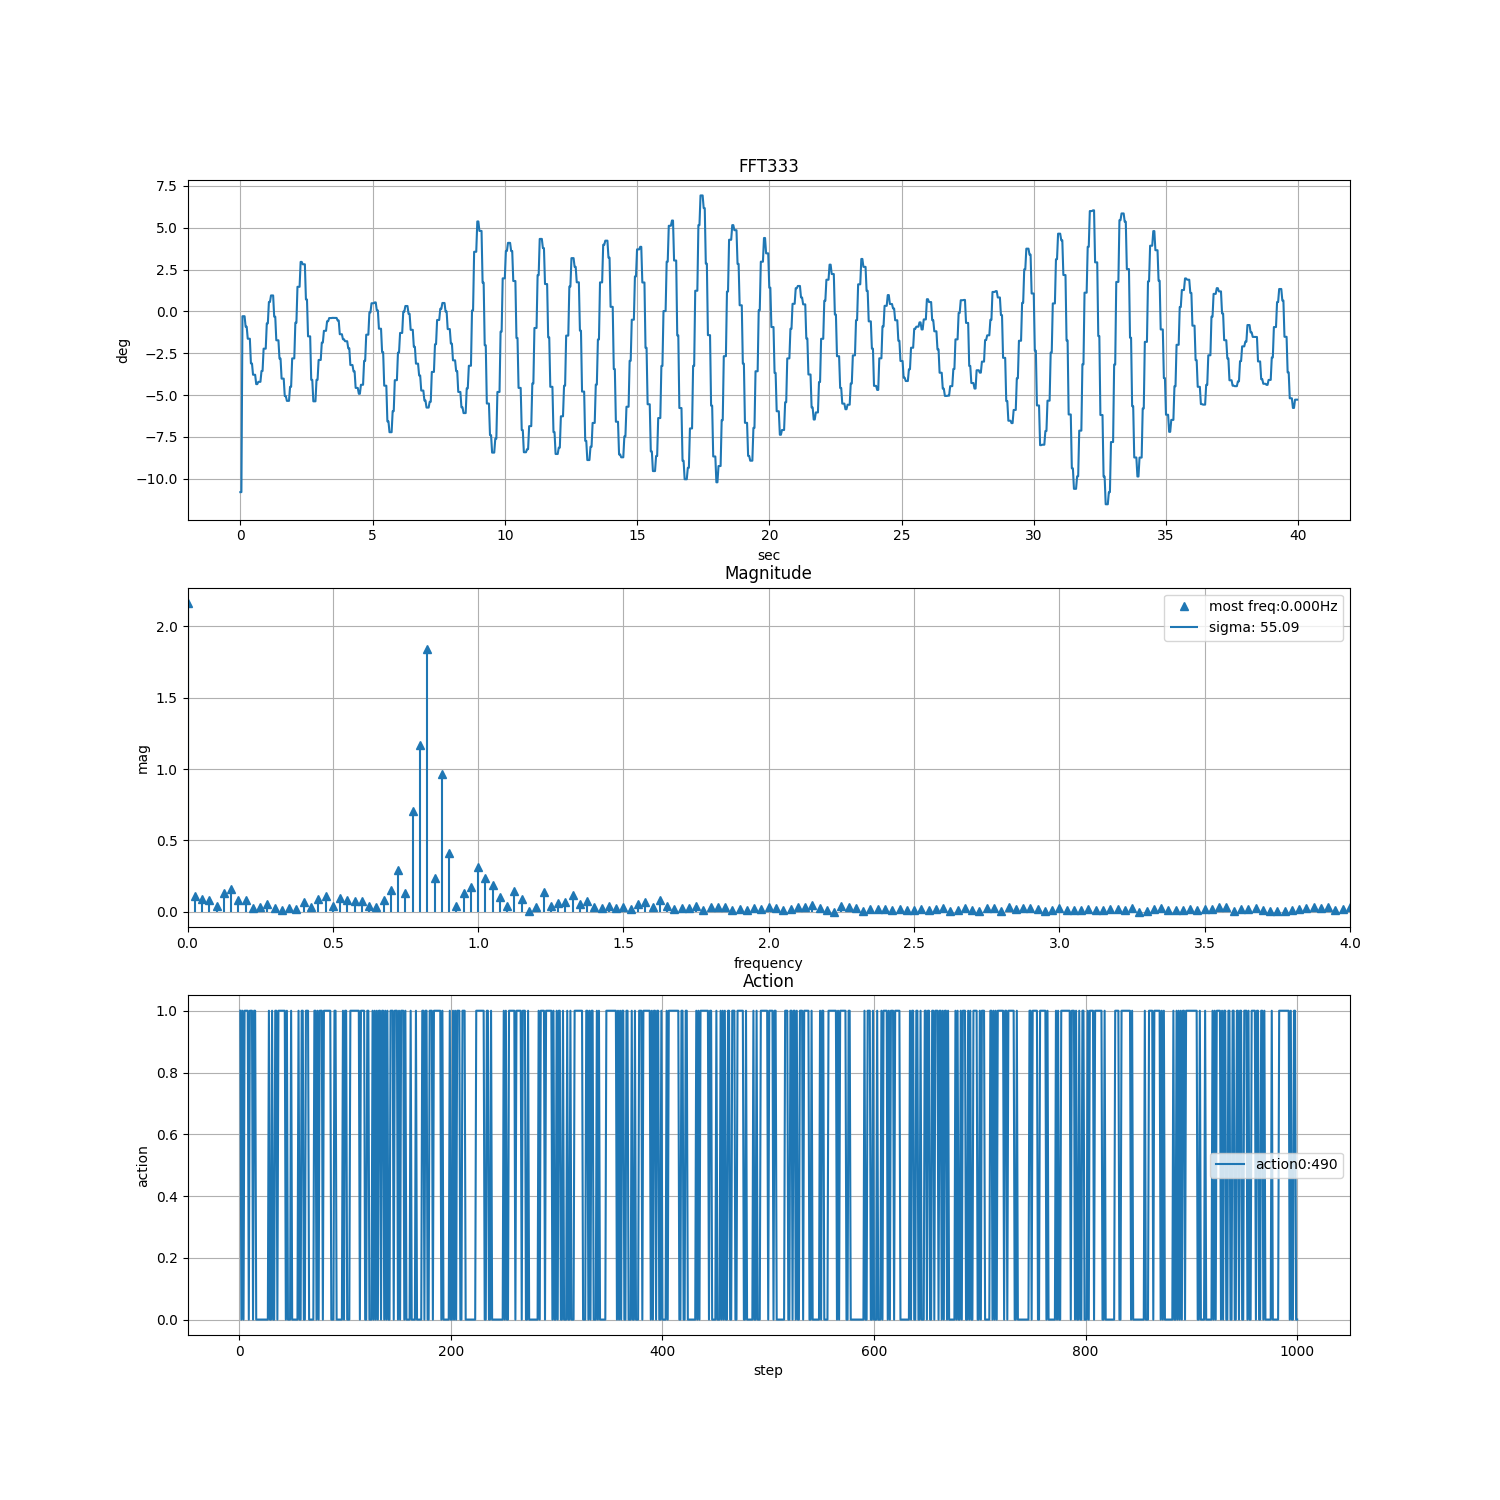 FFT333
7.5
5.0
2.5
0.0
−2.5
−5.0
−7.5
−10.0
deg
0 5 10 15 20 25 30 35 40
sec
Magnitude
most freq:0.000Hz
sigma: 55.09
2.0
1.5
1.0
0.5
0.0
mag
0.0 0.5 1.0 1.5 2.0 2.5 3.0 3.5 4.0
frequency
Action
1.0
0.8
0.6
0.4
0.2
0.0
action
action0:490
0 200 400 600 800 1000
step